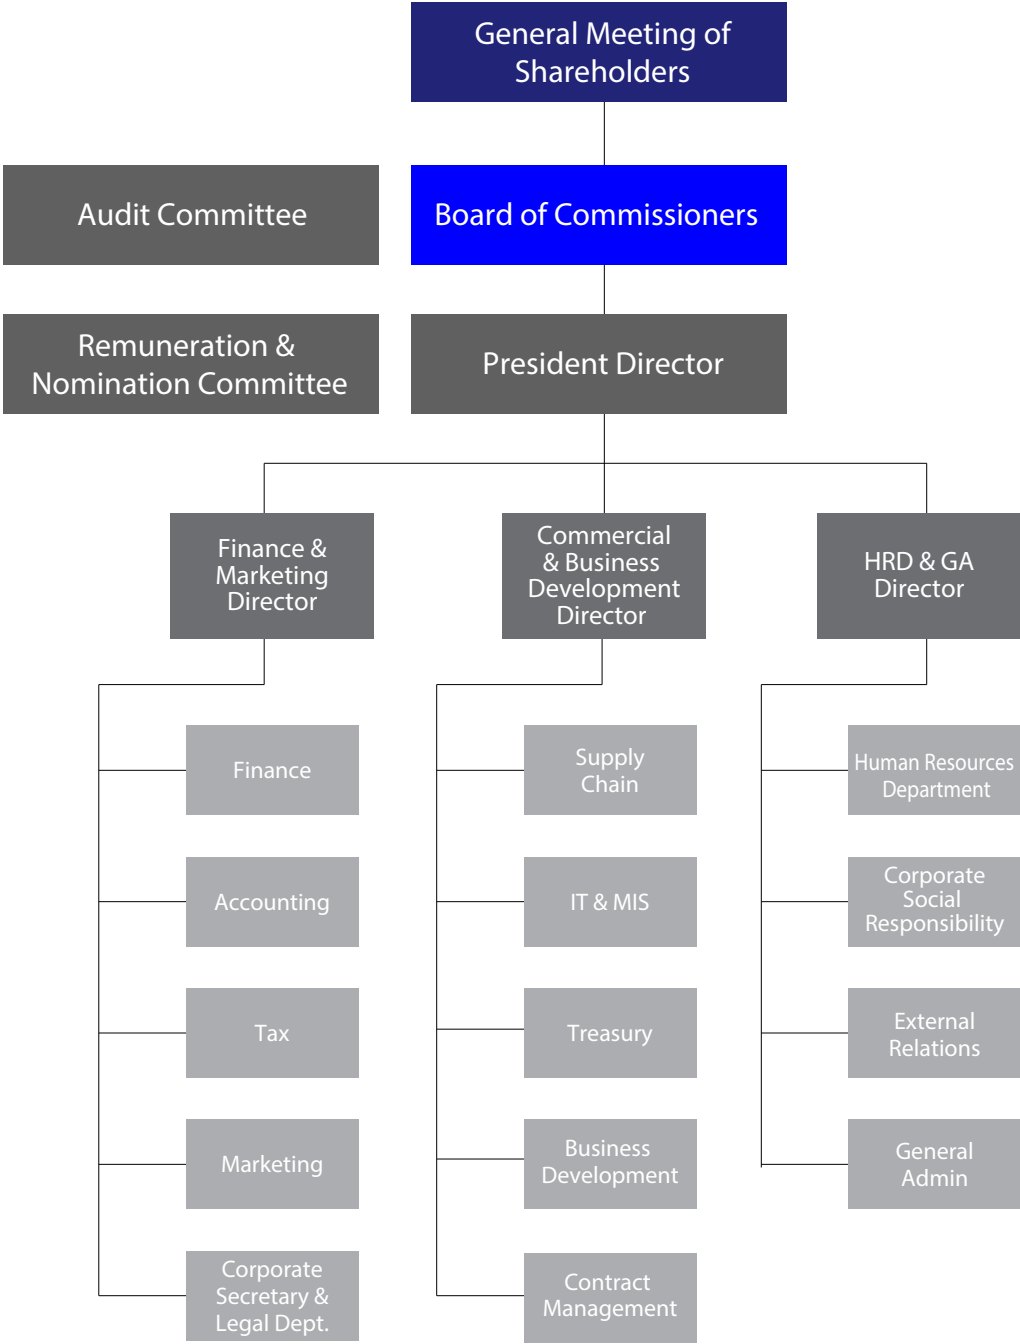 General Meeting of
Shareholders
Audit Committee
Board of Commissioners
Remuneration &
Nomination Committee
President Director
Finance &
Marketing
Director
Commercial
& Business
Development
Director
HRD & GA
Director
Finance
Accounting
Tax
Marketing
Corporate
Secretary &
Legal Dept.
Supply
Chain
IT & MIS
Treasury
Business
Development
Contract
Management
Human Resources
Department
Corporate
Social
Responsibility
External
Relations
General
Admin